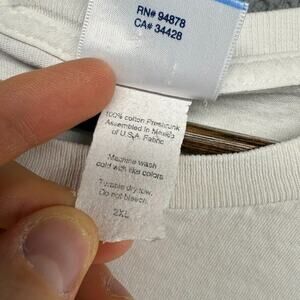 RN# 94878
CA# 34428
100% cotton Preshrunk
Assembled in Mexico
of U.S.A. Fabric
Machine wash
cold with like colors
Tumble dry low.
Do not bleach.
2XL